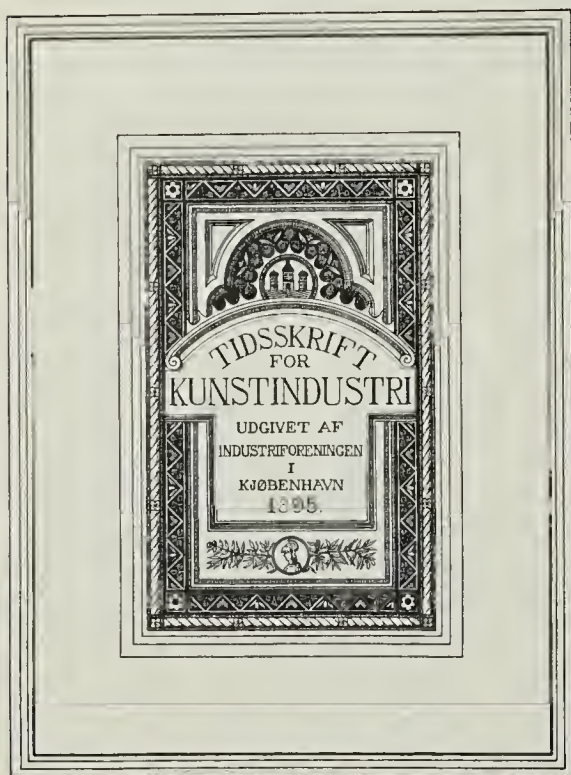 TIDSSKRIFT
FOR
KUNSTINDUSTRI
UDGIVET AF
INDUSTRIFORENINGEN
I
KJØBENHAVN
1895.